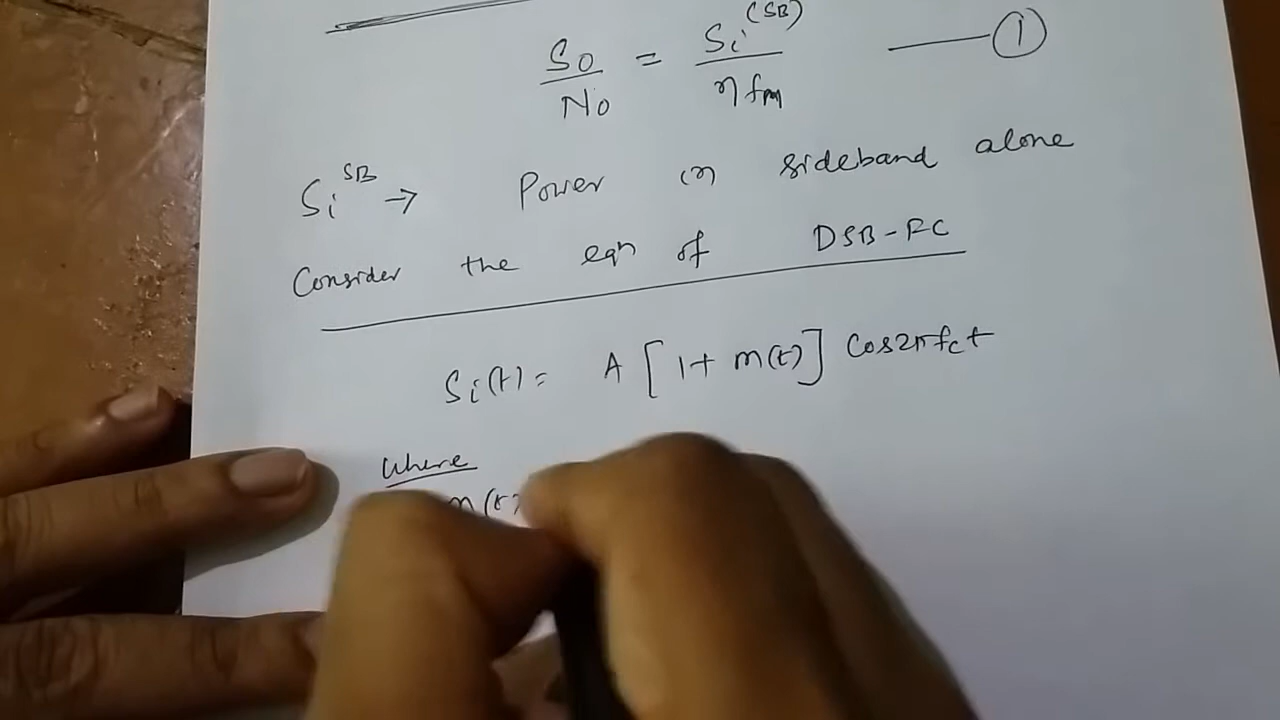 So/No = Si^(SB)/ηfm —— ①
Si^SB → Power in sideband alone
Consider the eqn of DSB-FC
Si(t) = A [1 + m(t)] cos2πfct
Where
m(t)